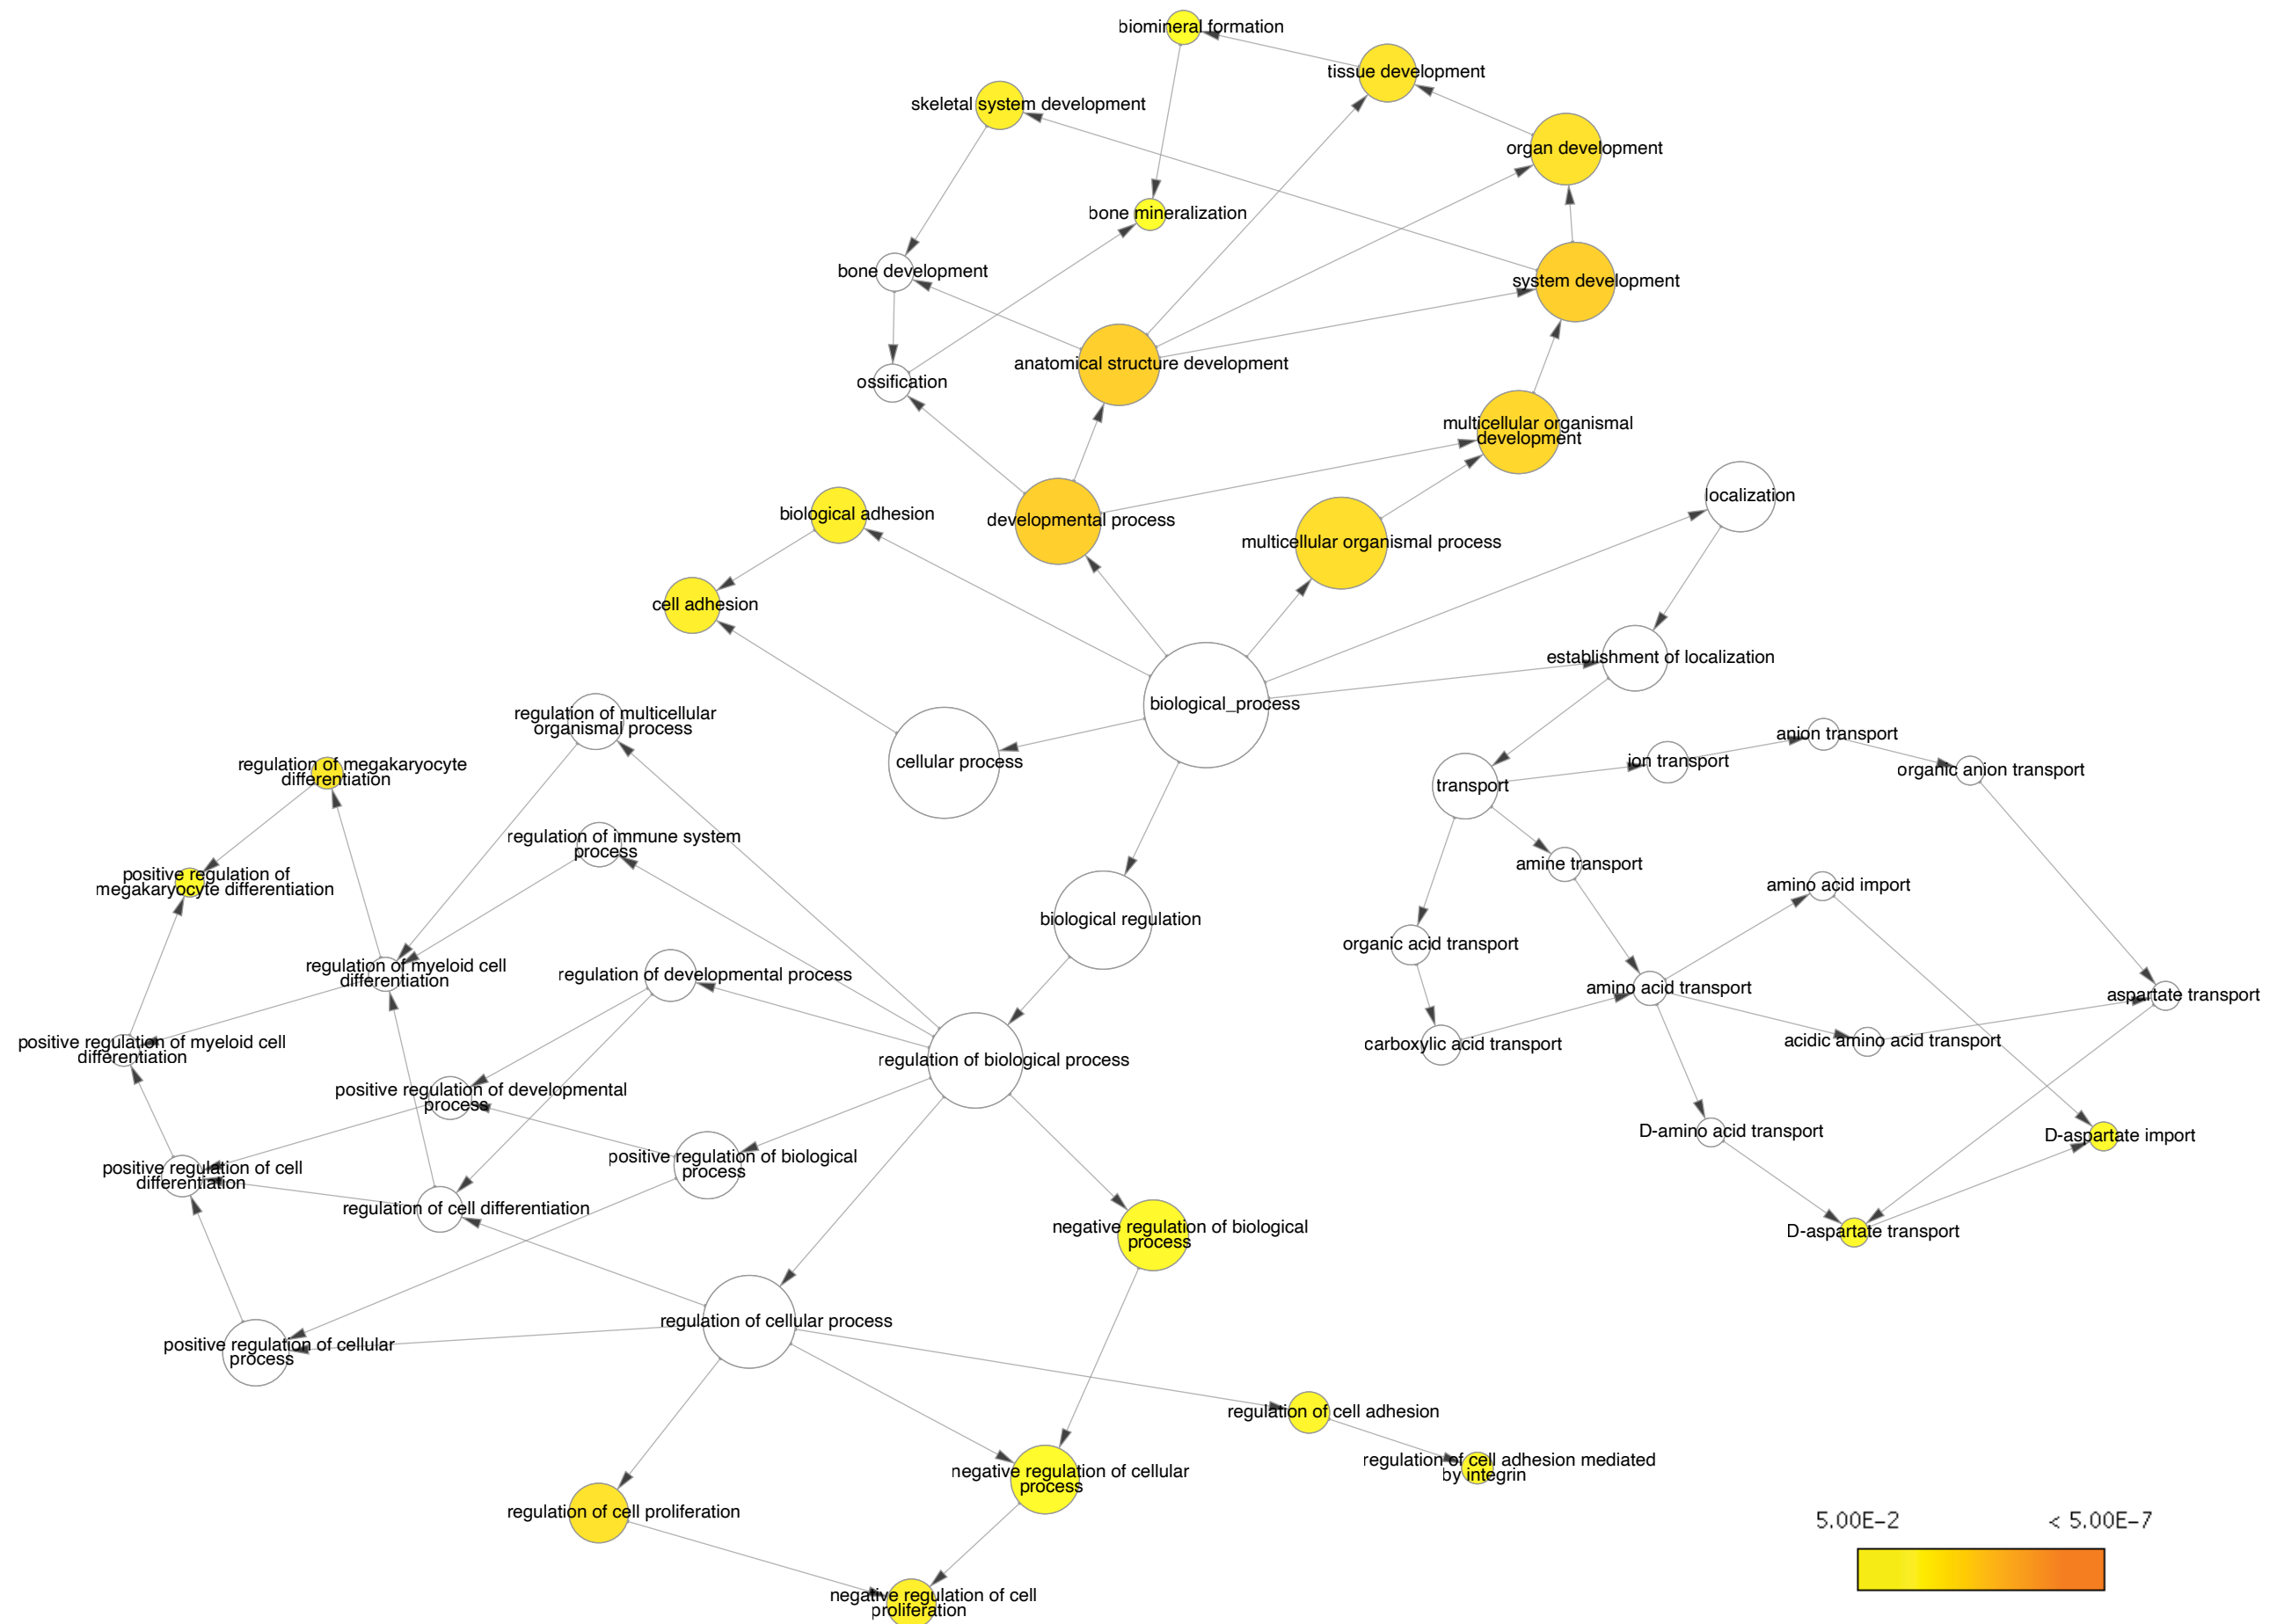 biomineral formation
tissue development
skeletal system development
organ development
bone mineralization
bone development
system development
anatomical structure development
ossification
multicellular organismal
development
localization
biological adhesion
developmental process
multicellular organismal process
cell adhesion
establishment of localization
biological_process
regulation of multicellular
organismal process
anion transport
cellular process
ion transport
organic anion transport
regulation of megakaryocyte
differentiation
transport
regulation of immune system
process
amine transport
positive regulation of
megakaryocyte differentiation
amino acid import
biological regulation
organic acid transport
regulation of myeloid cell
differentiation
regulation of developmental process
amino acid transport
aspartate transport
positive regulation of myeloid cell
differentiation
carboxylic acid transport
acidic amino acid transport
regulation of biological process
positive regulation of developmental
process
D-amino acid transport
D-aspartate import
positive regulation of biological
process
positive regulation of cell
differentiation
regulation of cell differentiation
negative regulation of biological
process
D-aspartate transport
regulation of cellular process
positive regulation of cellular
process
regulation of cell adhesion
regulation of cell adhesion mediated
by integrin
negative regulation of cellular
process
regulation of cell proliferation
5.00E-2
< 5.00E-7
negative regulation of cell
proliferation